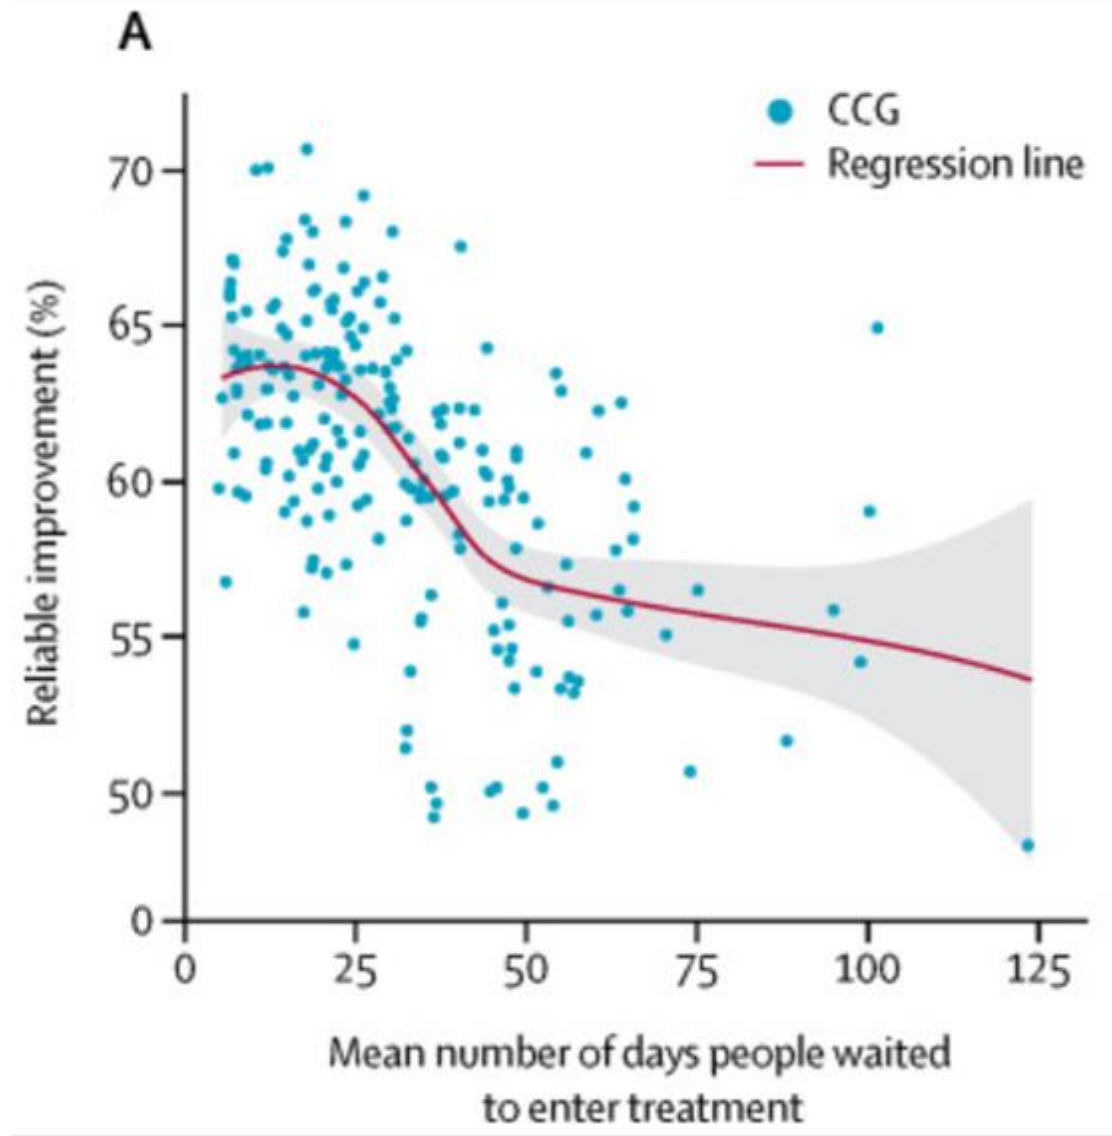 A
CCG
Regression line
70
65
60
55
50
0
Reliable improvement (%)
0 25 50 75 100 125
Mean number of days people waited
to enter treatment